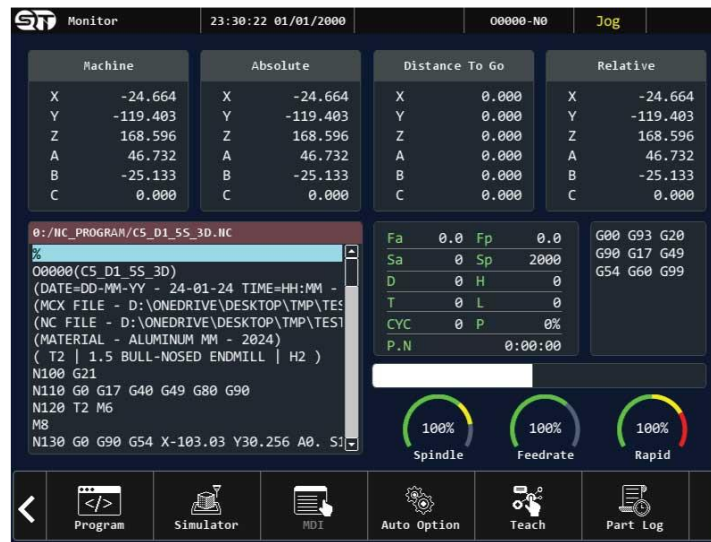 SD Monitor 23:30:22 01/01/2000 O0000-N0 Jog
Machine Absolute Distance To Go Relative
X -24.664 X -24.664 X 0.000 X -24.664
Y -119.403 Y -119.403 Y 0.000 Y -119.403
Z 168.596 Z 168.596 Z 0.000 Z 168.596
A 46.732 A 46.732 A 0.000 A 46.732
B -25.133 B -25.133 B 0.000 B -25.133
C 0.000 C 0.000 C 0.000 C 0.000
0:/NC_PROGRAM/C5_D1_5S_3D.NC
%
O0000(C5_D1_5S_3D)
(DATE=DD-MM-YY - 24-01-24 TIME=HH:MM -
(MCX FILE - D:\ONEDRIVE\DESKTOP\TMP\TES
(NC FILE - D:\ONEDRIVE\DESKTOP\TMP\TEST
(MATERIAL - ALUMINUM MM - 2024)
( T2 | 1.5 BULL-NOSED ENDMILL | H2 )
N100 G21
N110 G0 G17 G40 G49 G80 G90
N120 T2 M6
M8
N130 G0 G90 G54 X-103.03 Y30.256 A0. S1
Fa 0.0 Fp 0.0
Sa 0 Sp 2000
D 0 H 0
T 0 L 0
CYC 0 P 0%
P.N 0:00:00
G00 G93 G20
G90 G17 G49
G54 G60 G99
100% 100% 100%
Spindle Feedrate Rapid
Program Simulator MDI Auto Option Teach Part Log